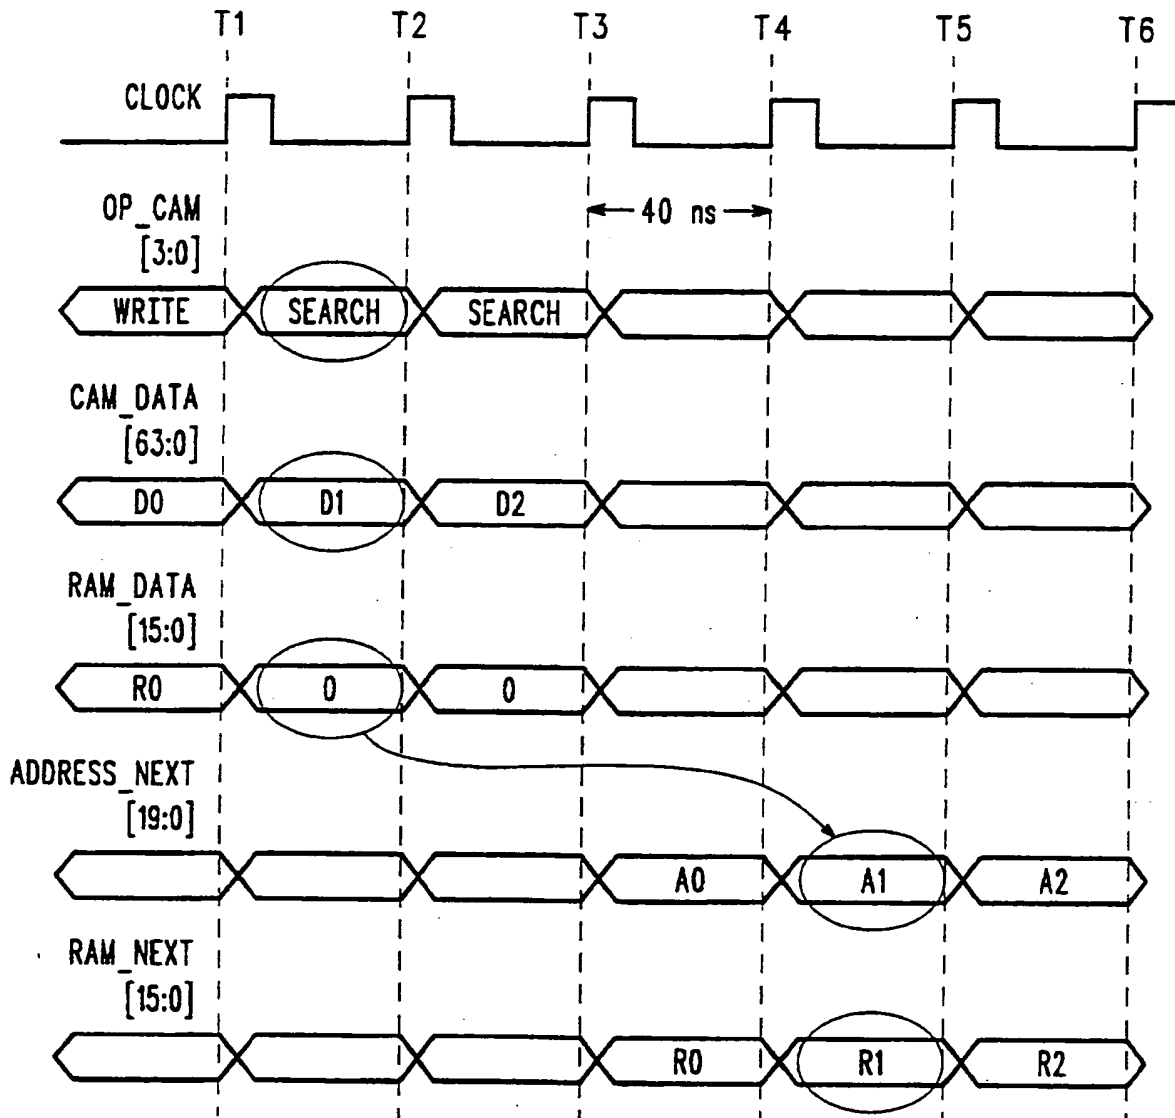 T1 T2 T3 T4 T5 T6
CLOCK
OP_CAM
[3:0]
40 ns
WRITE SEARCH SEARCH
CAM_DATA
[63:0]
D0 D1 D2
RAM_DATA
[15:0]
R0 0 0
ADDRESS_NEXT
[19:0]
A0 A1 A2
RAM_NEXT
[15:0]
R0 R1 R2